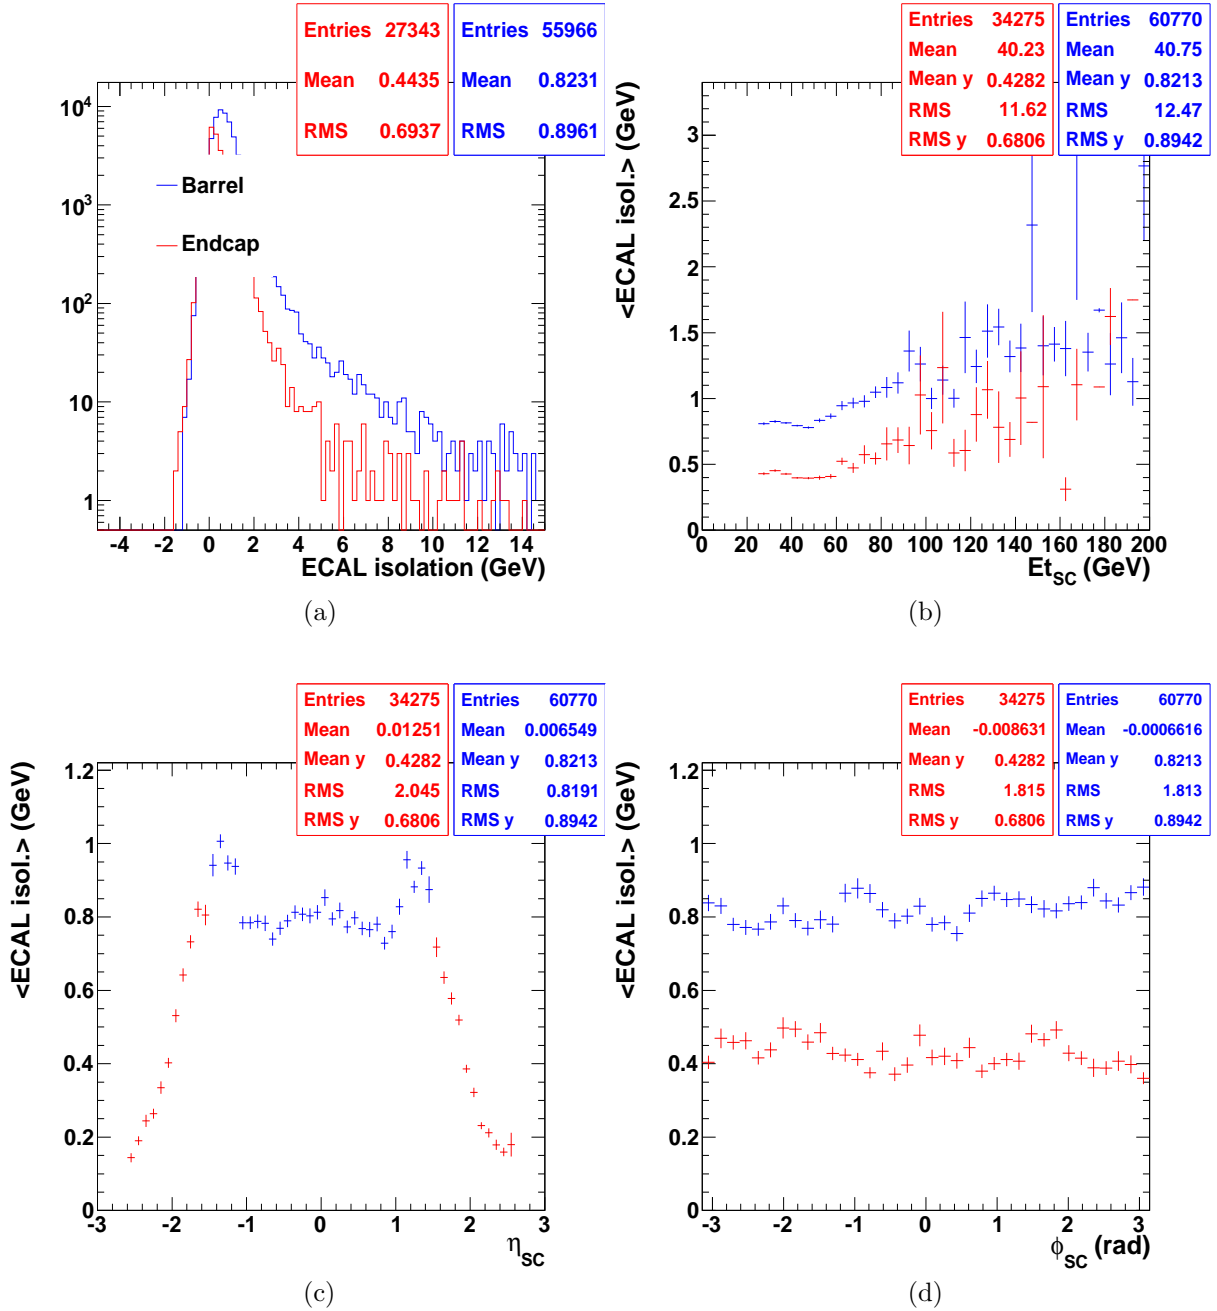 Entries 27343
Mean 0.4435
RMS 0.6937
Entries 55966
Mean 0.8231
RMS 0.8961
10⁴
10³
10²
10
1
Barrel
Endcap
-4 -2 0 2 4 6 8 10 12 14
ECAL isolation (GeV)
(a)
Entries 34275
Mean 40.23
Mean y 0.4282
RMS 11.62
RMS y 0.6806
Entries 60770
Mean 40.75
Mean y 0.8213
RMS 12.47
RMS y 0.8942
<ECAL isol.> (GeV)
3
2.5
2
1.5
1
0.5
0
0 20 40 60 80 100 120 140 160 180 200
Et_SC (GeV)
(b)
Entries 34275
Mean 0.01251
Mean y 0.4282
RMS 2.045
RMS y 0.6806
Entries 60770
Mean 0.006549
Mean y 0.8213
RMS 0.8191
RMS y 0.8942
<ECAL isol.> (GeV)
1.2
1
0.8
0.6
0.4
0.2
0
-3 -2 -1 0 1 2 3
η_SC
(c)
Entries 34275
Mean -0.008631
Mean y 0.4282
RMS 1.815
RMS y 0.6806
Entries 60770
Mean -0.0006616
Mean y 0.8213
RMS 1.813
RMS y 0.8942
<ECAL isol.> (GeV)
1.2
1
0.8
0.6
0.4
0.2
0
-3 -2 -1 0 1 2 3
ϕ_SC (rad)
(d)